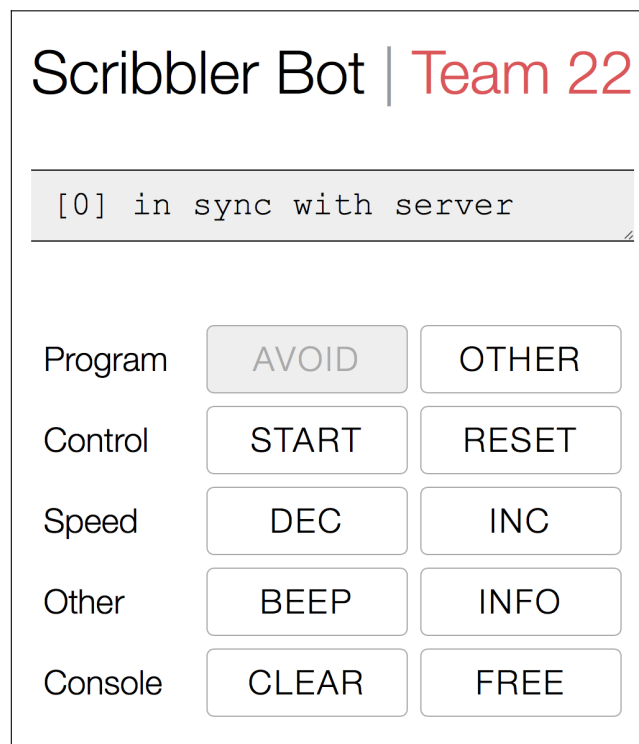 Scribbler Bot | Team 22
[0] in sync with server
Program AVOID OTHER
Control START RESET
Speed DEC INC
Other BEEP INFO
Console CLEAR FREE